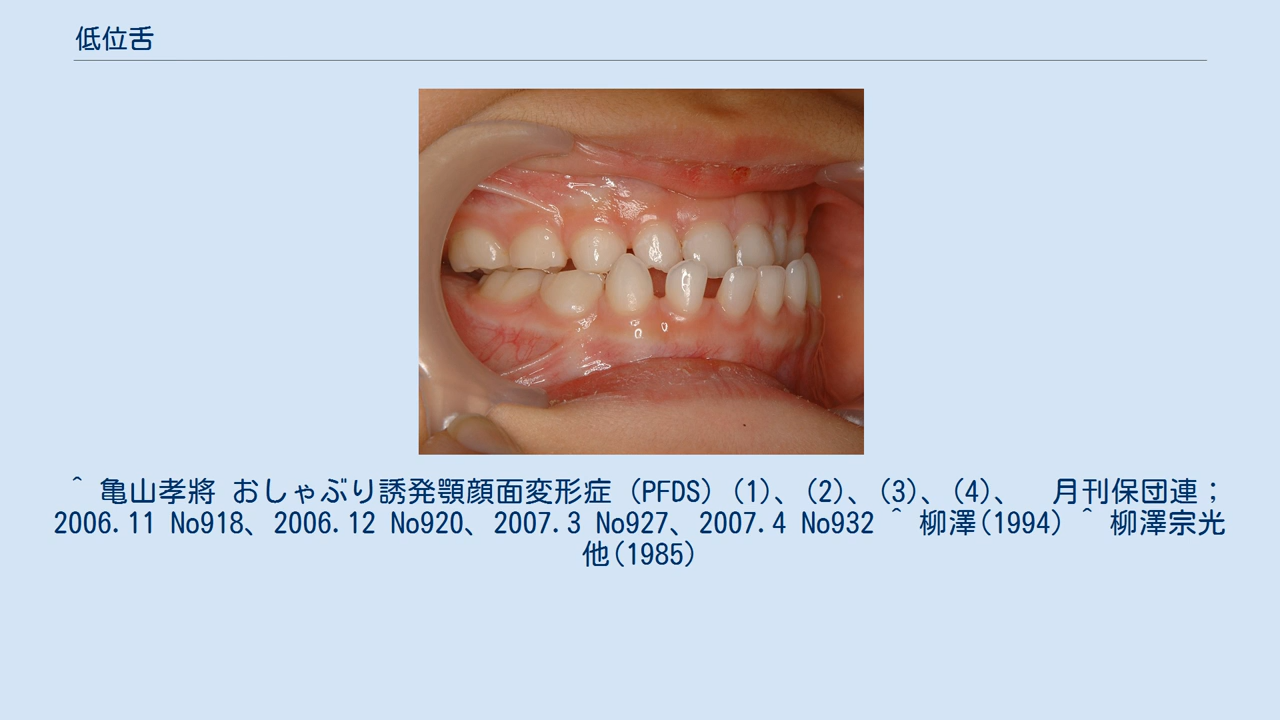 低位舌
^ 亀山孝將 おしゃぶり誘発顎顔面変形症 (PFDS) (1)、(2)、(3)、(4)、　月刊保団連；
2006.11 No918、2006.12 No920、2007.3 No927、2007.4 No932 ^ 柳澤(1994) ^ 柳澤宗光
他(1985)